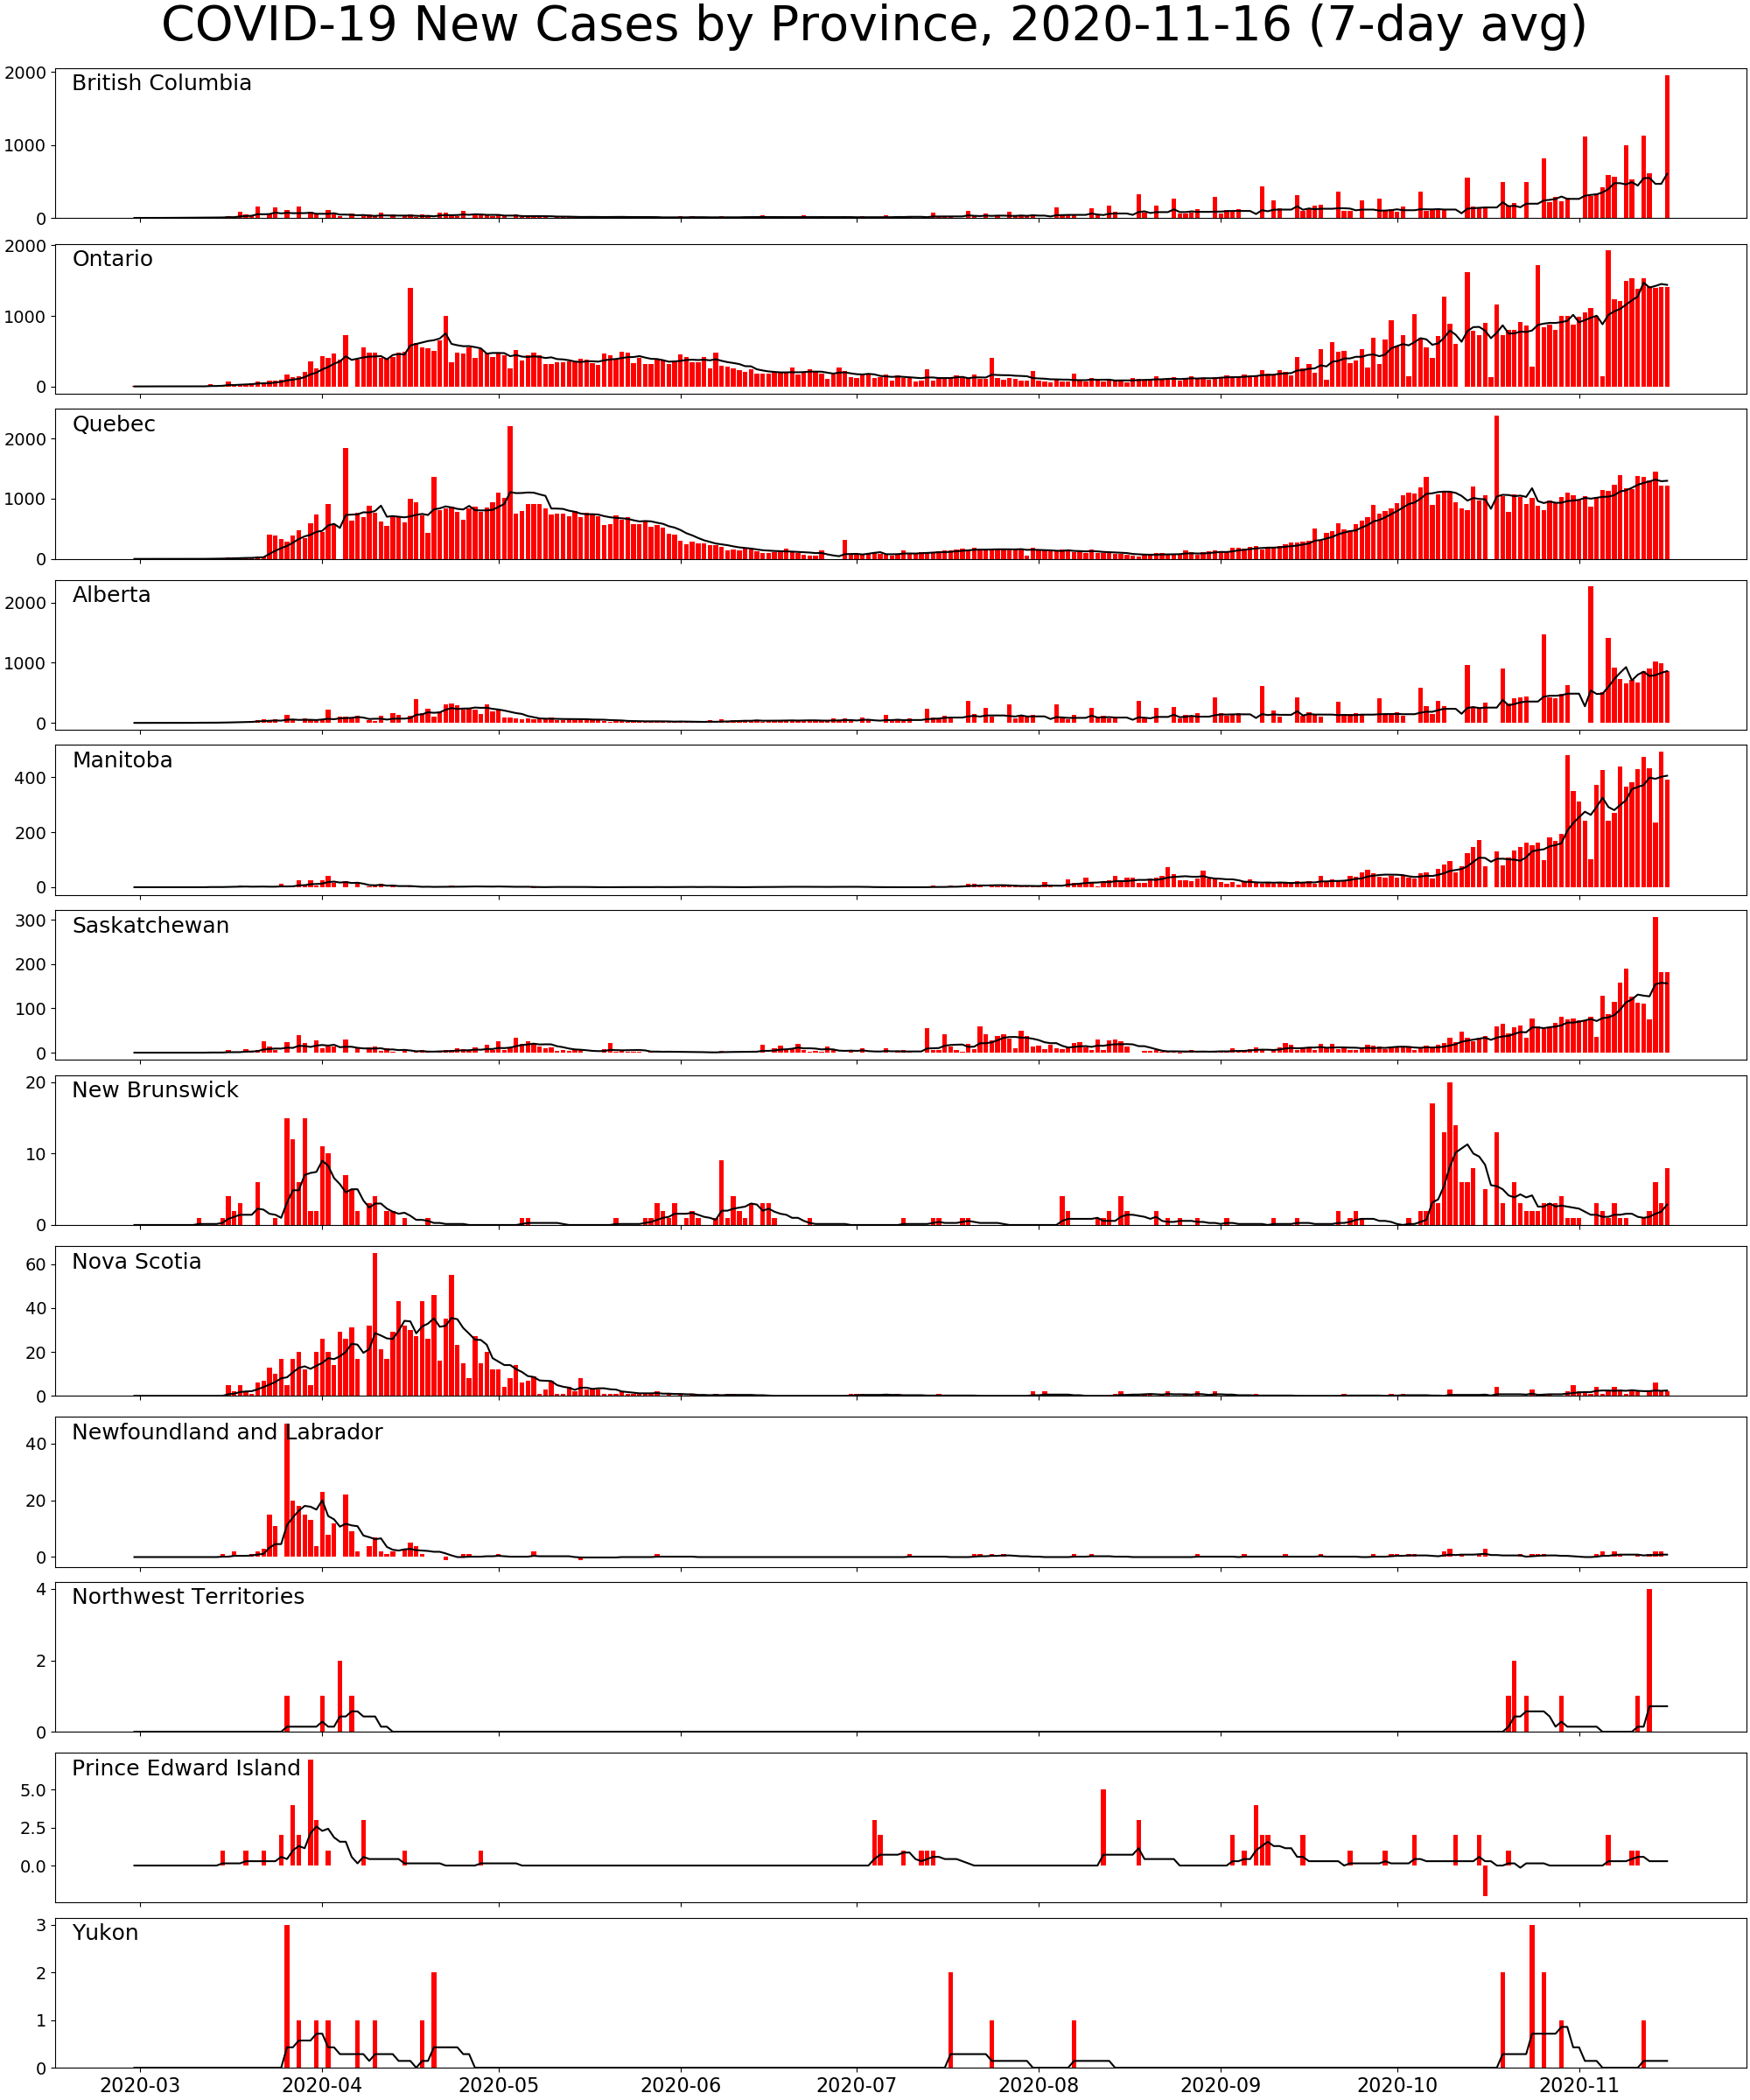 COVID-19 New Cases by Province, 2020-11-16 (7-day avg)
British Columbia
2000
1000
0
Ontario
2000
1000
0
Quebec
2000
1000
0
Alberta
2000
1000
0
Manitoba
400
200
0
Saskatchewan
300
200
100
0
New Brunswick
20
10
0
Nova Scotia
60
40
20
0
Newfoundland and Labrador
40
20
0
Northwest Territories
4
2
0
Prince Edward Island
5.0
2.5
0.0
Yukon
3
2
1
0
2020-03 2020-04 2020-05 2020-06 2020-07 2020-08 2020-09 2020-10 2020-11